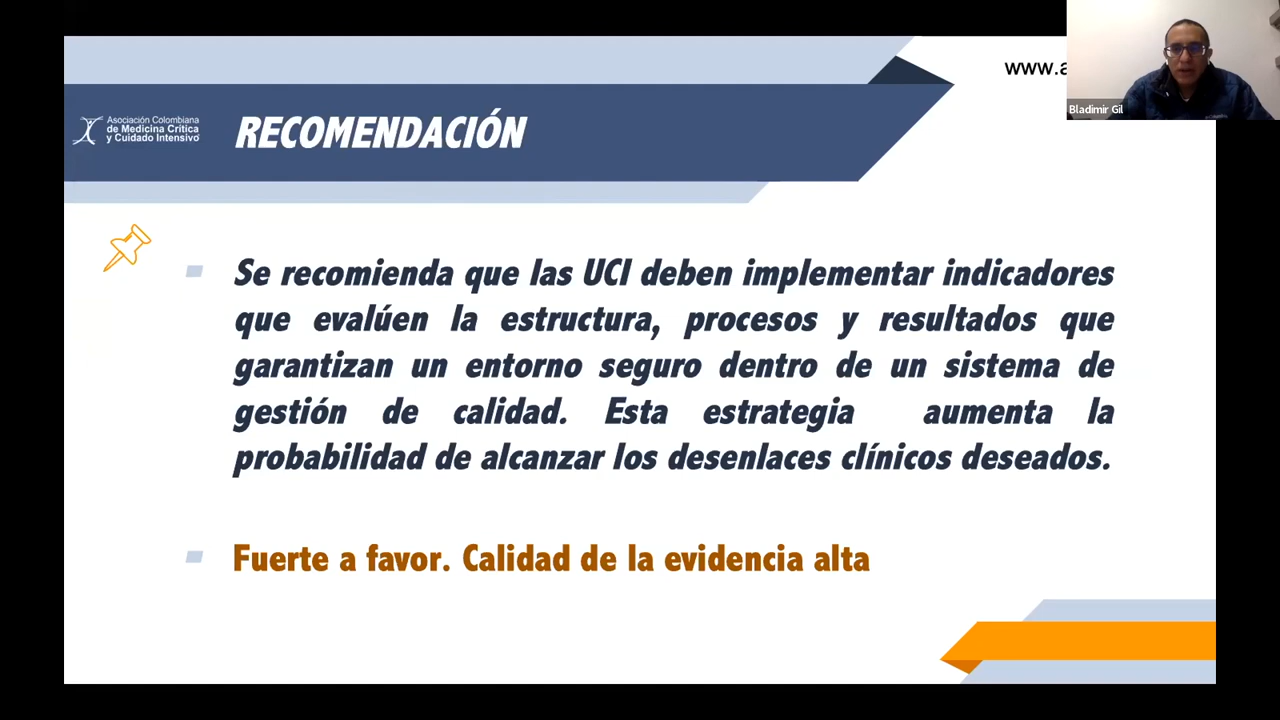 www.a
Bladimir Gil
Asociación Colombiana
de Medicina Crítica
y Cuidado Intensivo
RECOMENDACIÓN
Se recomienda que las UCI deben implementar indicadores
que evalúen la estructura, procesos y resultados que
garantizan un entorno seguro dentro de un sistema de
gestión de calidad. Esta estrategia aumenta la
probabilidad de alcanzar los desenlaces clínicos deseados.
Fuerte a favor. Calidad de la evidencia alta